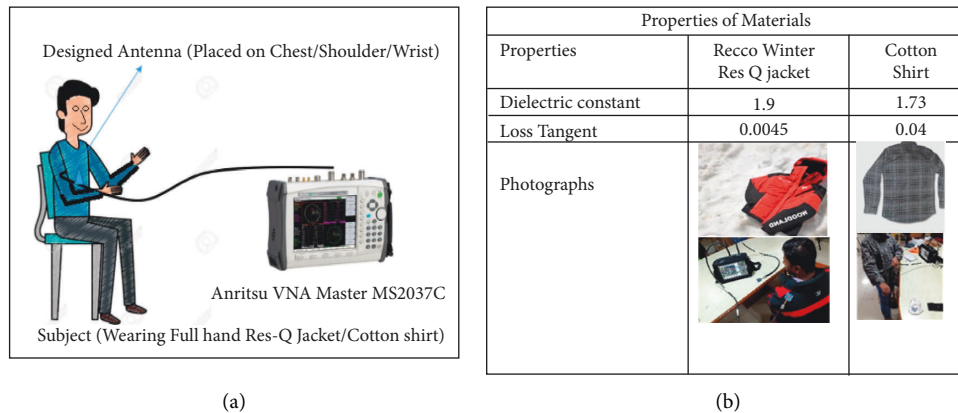 Designed Antenna (Placed on Chest/Shoulder/Wrist)
Anritsu VNA Master MS2037C
Subject (Wearing Full hand Res-Q Jacket/Cotton shirt)
(a)
Properties of Materials
Properties
Recco Winter
Res Q jacket
Cotton
Shirt
Dielectric constant
1.9
1.73
Loss Tangent
0.0045
0.04
Photographs
WOODLAND
(b)